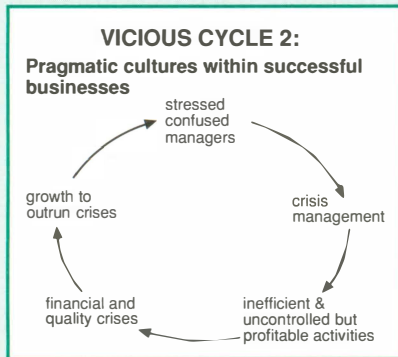 VICIOUS CYCLE 2:
Pragmatic cultures within successful
businesses
stressed
confused
managers
crisis
management
inefficient &
uncontrolled but
profitable activities
financial and
quality crises
growth to
outrun crises